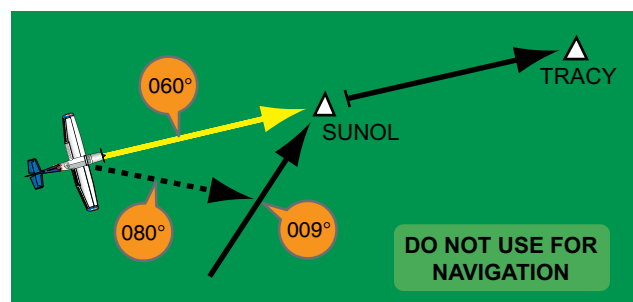 060°
TRACY
SUNOL
080°
009°
DO NOT USE FOR
NAVIGATION